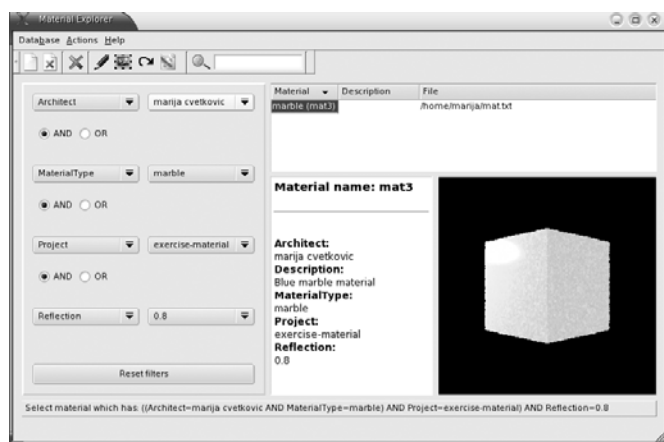 Material Explorer
Database Actions Help
Architect
marija cvetkovic
AND OR
MaterialType
marble
AND OR
Project
exercise-material
AND OR
Reflection
0.8
Reset filters
Material Description File
marble (mat3) /home/marija/mat.txt
Material name: mat3
Architect:
marija cvetkovic
Description:
Blue marble material
MaterialType:
marble
Project:
exercise-material
Reflection:
0.8
Select material which has: ((Architect=marija cvetkovic AND MaterialType=marble) AND Project=exercise-material) AND Reflection=0.8